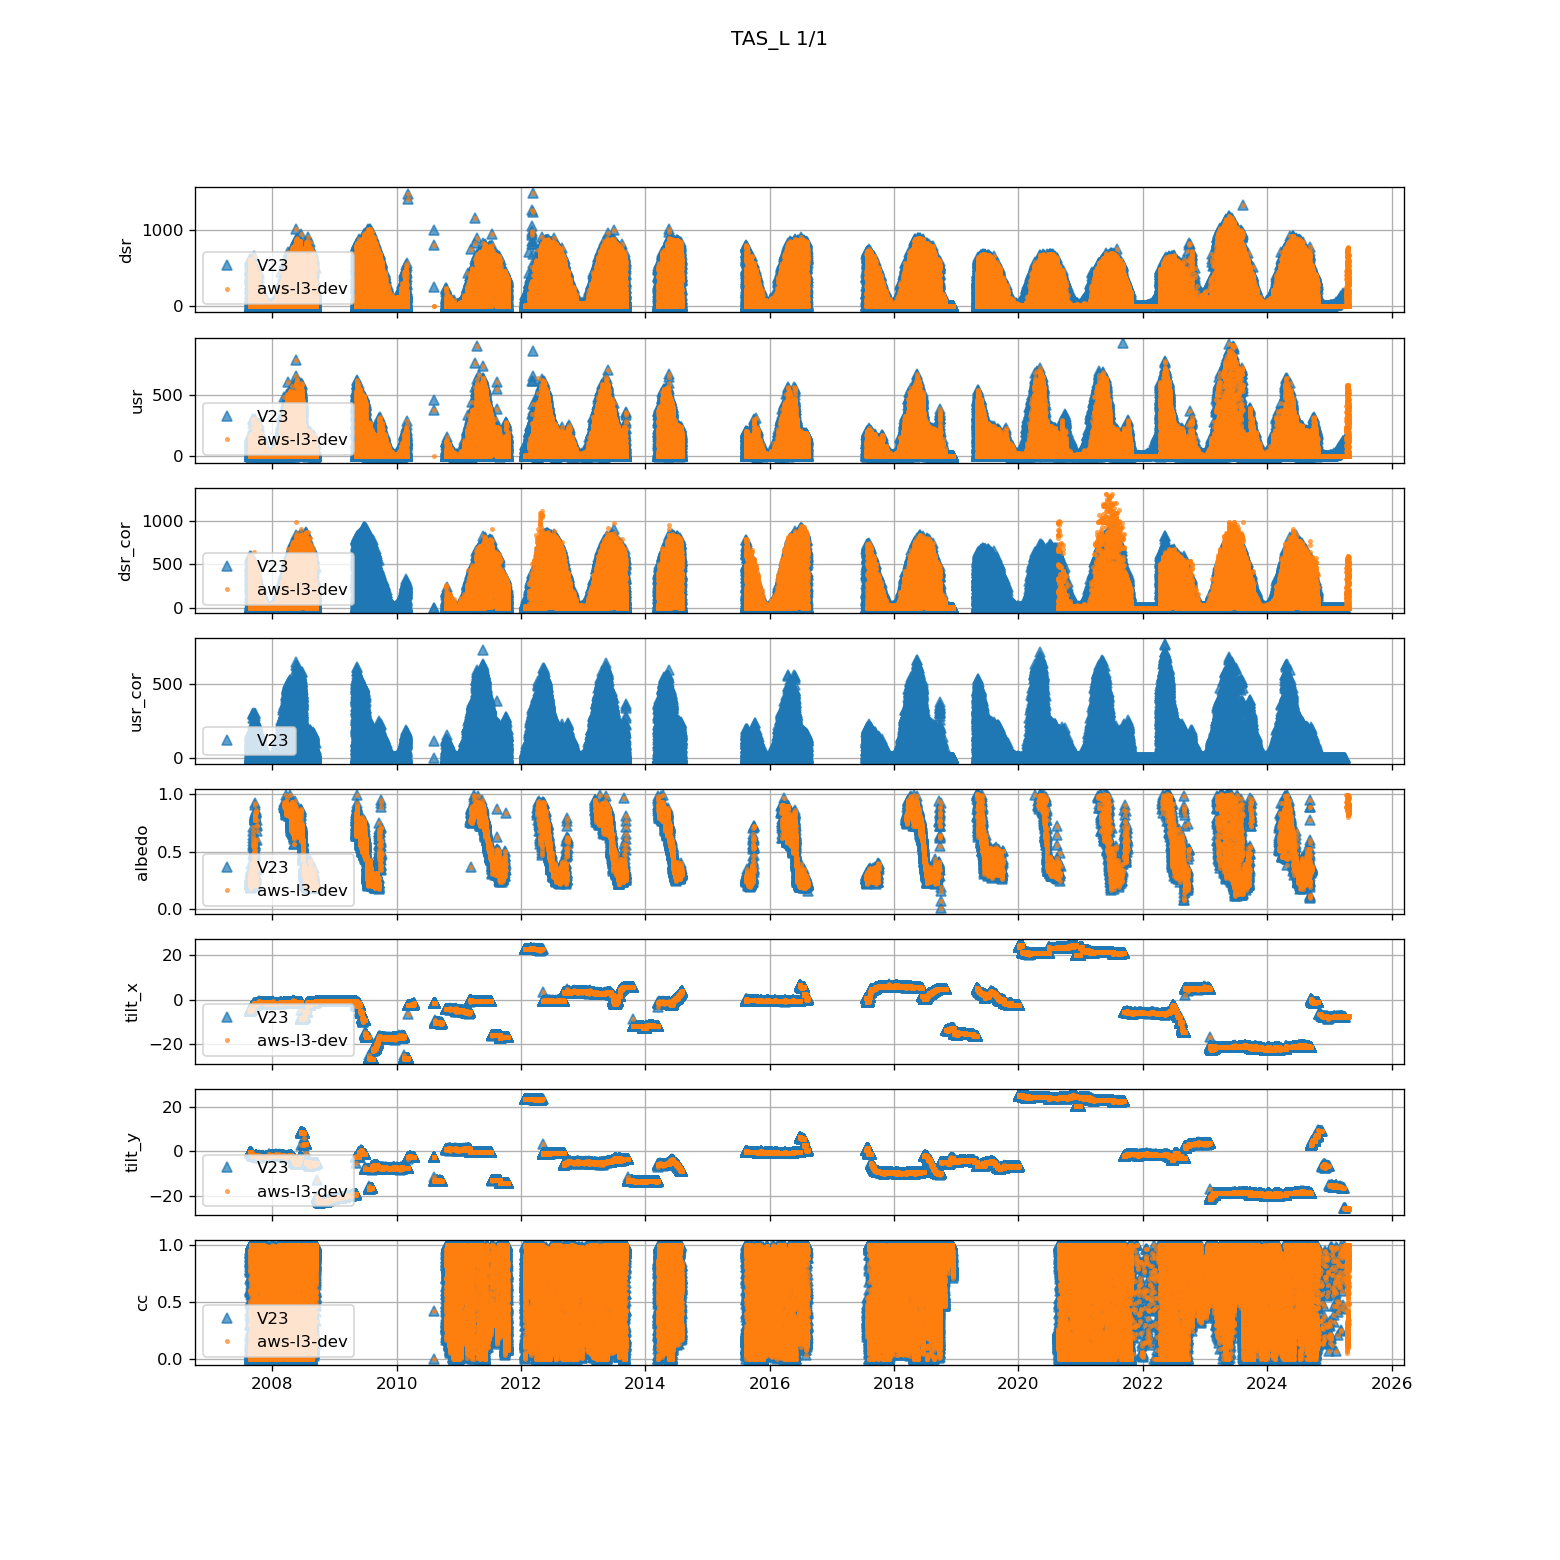 TAS_L 1/1
dsr
1000
0
V23
aws-l3-dev
usr
500
0
V23
aws-l3-dev
dsr_cor
1000
500
0
V23
aws-l3-dev
usr_cor
500
0
V23
albedo
1.0
0.5
0.0
V23
aws-l3-dev
tilt_x
20
0
−20
V23
aws-l3-dev
tilt_y
20
0
−20
V23
aws-l3-dev
cc
1.0
0.5
0.0
V23
aws-l3-dev
2008 2010 2012 2014 2016 2018 2020 2022 2024 2026